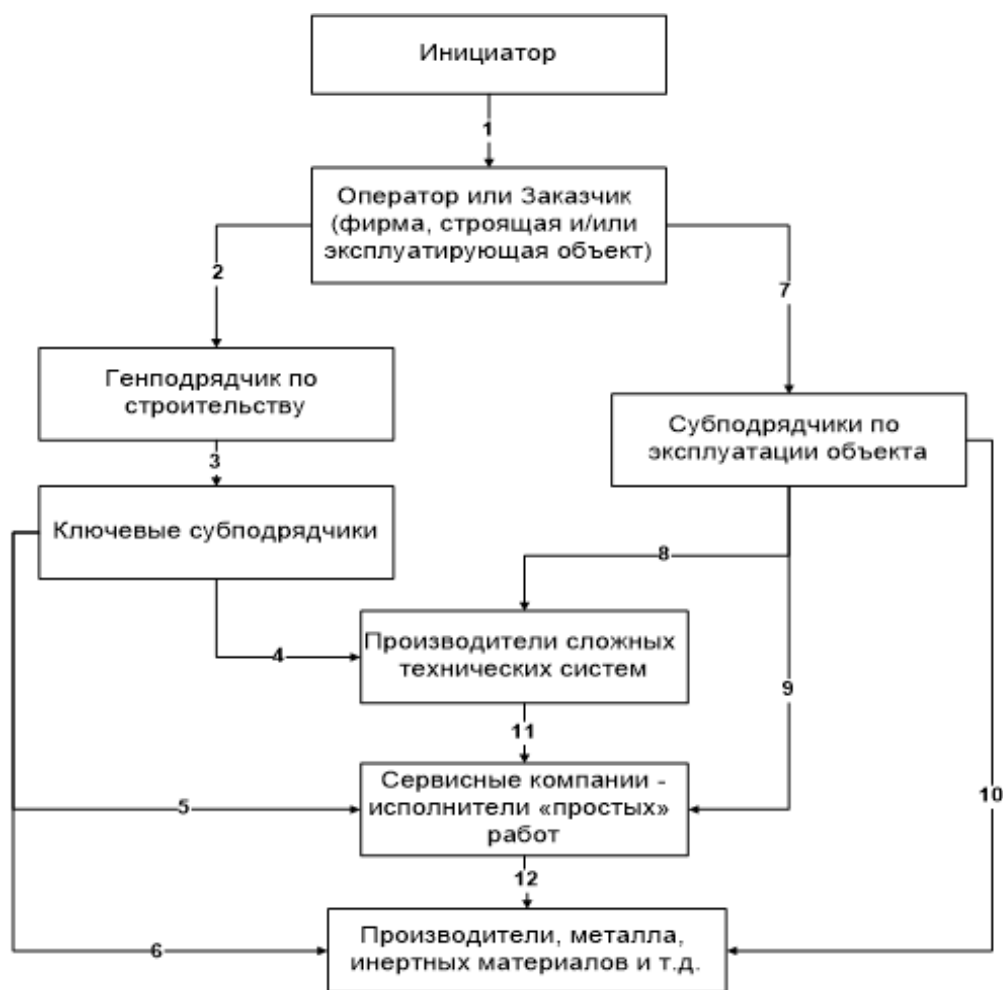 Инициатор
1
Оператор или Заказчик
(фирма, строящая и/или
эксплуатирующая объект)
2
7
Генподрядчик по
строительству
Субподрядчики по
эксплуатации объекта
3
Ключевые субподрядчики
8
Производители сложных
технических систем
4
9
11
Сервисные компании -
исполнители «простых»
работ
5
10
12
Производители, металла,
инертных материалов и т.д.
6